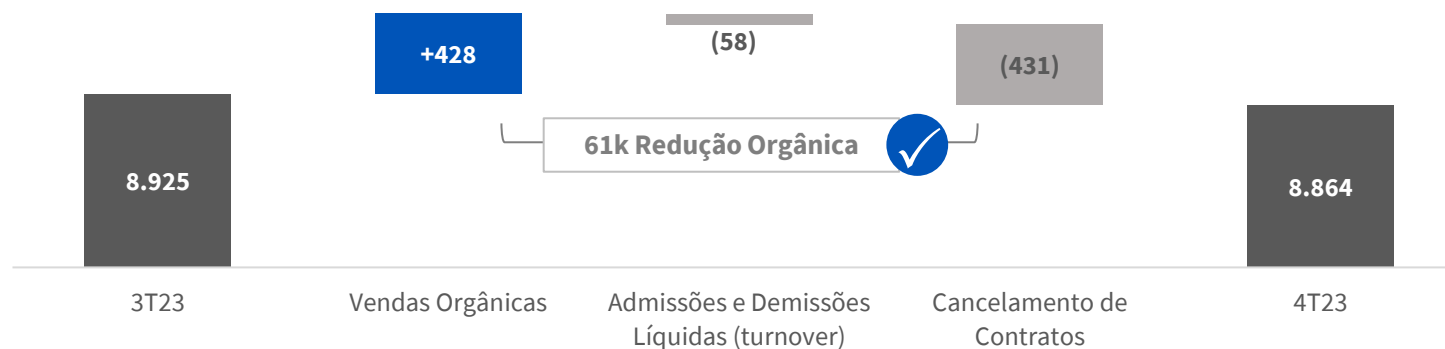 +428
(58)
(431)
61k Redução Orgânica
8.925
8.864
3T23
Vendas Orgânicas
Admissões e Demissões
Líquidas (turnover)
Cancelamento de
Contratos
4T23